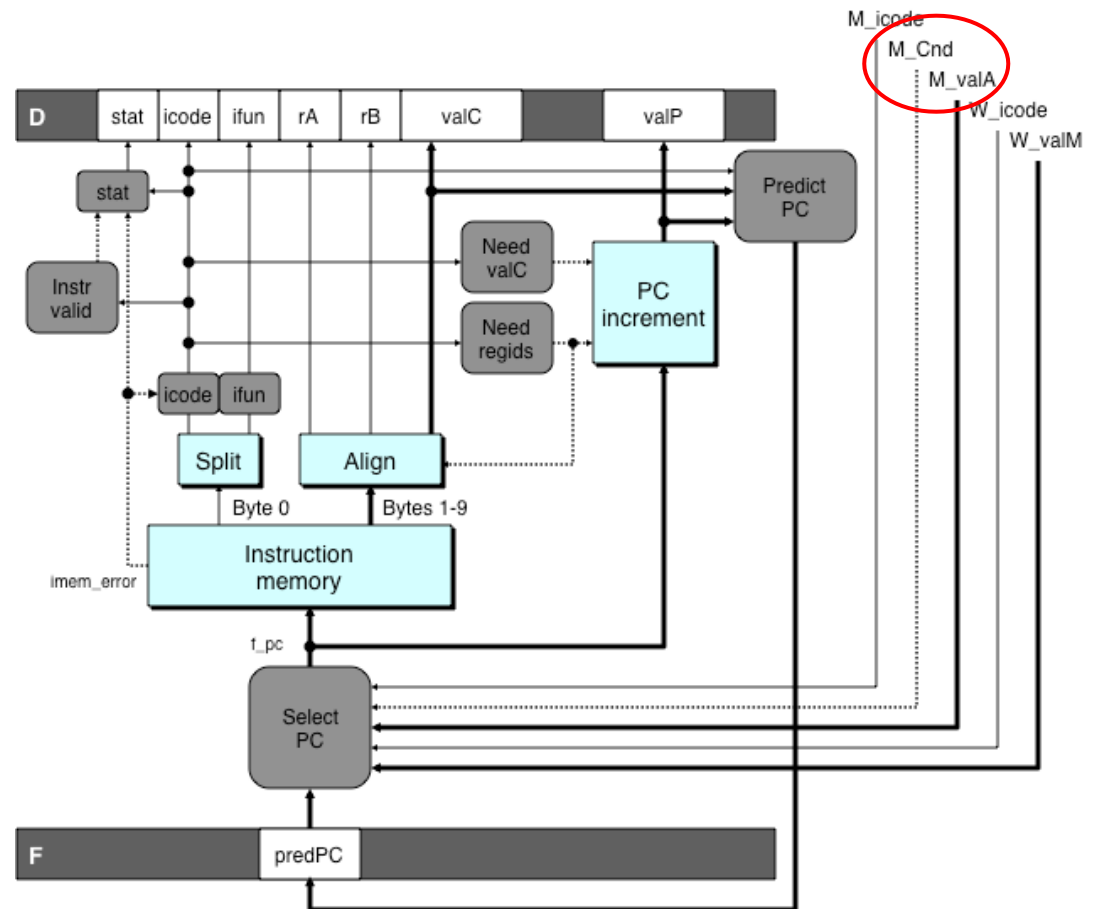 M_icode
M_Cnd
M_valA
W_icode
W_valM
D
stat
icode
ifun
rA
rB
valC
valP
stat
Predict
PC
Need
valC
Instr
valid
PC
increment
Need
regids
icode
ifun
Split
Align
Byte 0
Bytes 1-9
Instruction
memory
imem_error
f_pc
Select
PC
F
predPC